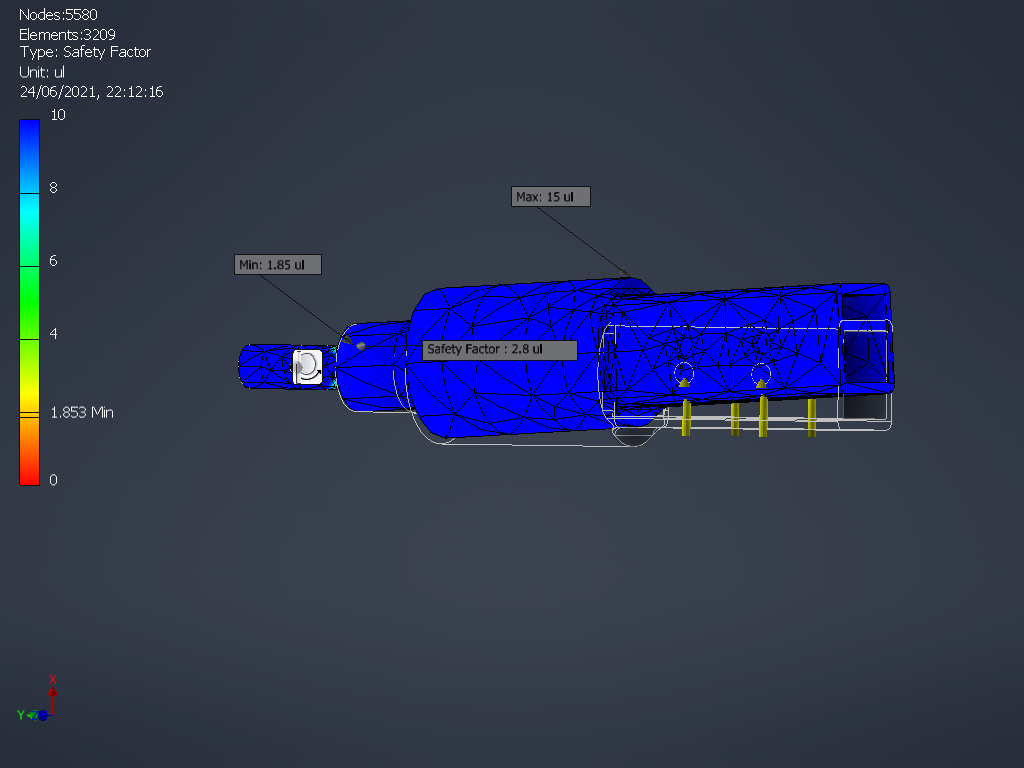 Nodes:5580
Elements:3209
Type: Safety Factor
Unit: ul
24/06/2021, 22:12:16
10
8
6
4
1.853 Min
0
Max: 15 ul
Min: 1.85 ul
Safety Factor : 2.8 ul
X
Y